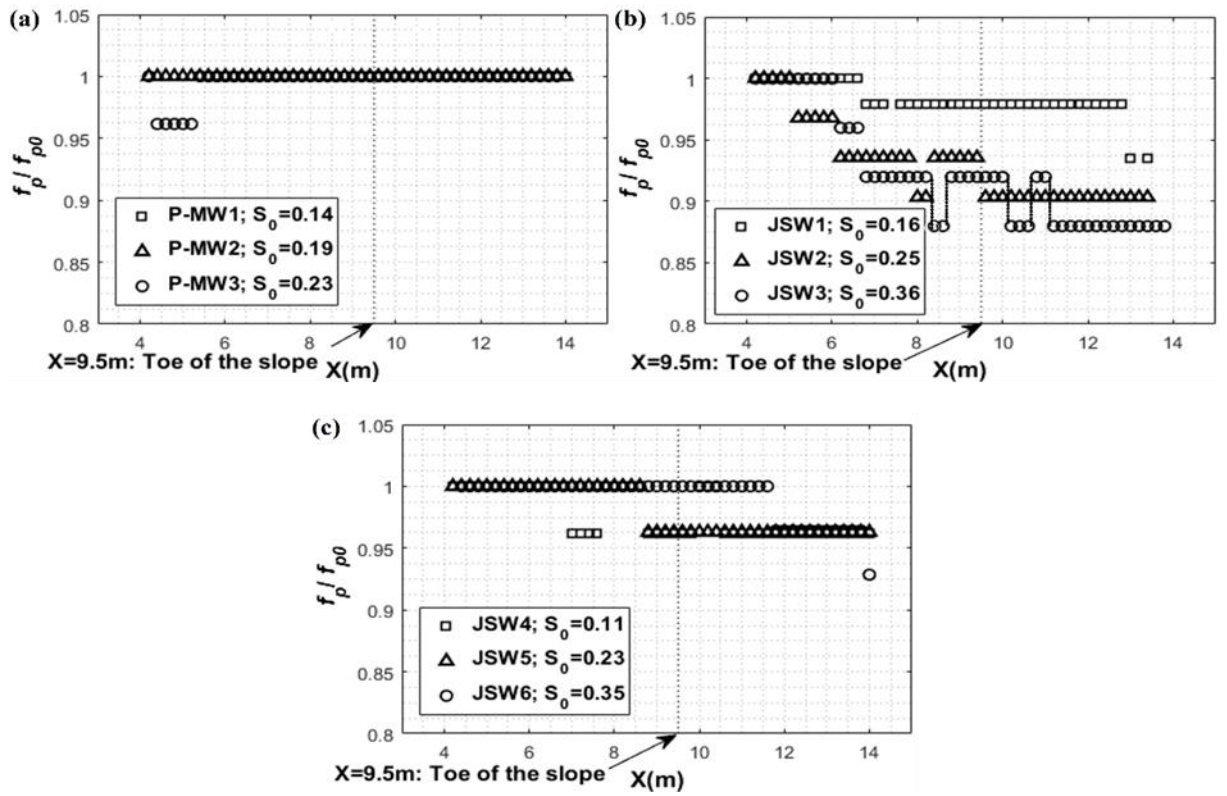 (a)
1.05
1
0.95
0.9
0.85
0.8
f_p / f_p0
P-MW1; S_0=0.14
P-MW2; S_0=0.19
P-MW3; S_0=0.23
4 6 8 10 12 14
X=9.5m: Toe of the slope X(m)
(b)
1.05
1
0.95
0.9
0.85
0.8
f_p / f_p0
JSW1; S_0=0.16
JSW2; S_0=0.25
JSW3; S_0=0.36
4 6 8 10 12 14
X=9.5m: Toe of the slope X(m)
(c)
1.05
1
0.95
0.9
0.85
0.8
f_p / f_p0
JSW4; S_0=0.11
JSW5; S_0=0.23
JSW6; S_0=0.35
4 6 8 10 12 14
X=9.5m: Toe of the slope X(m)